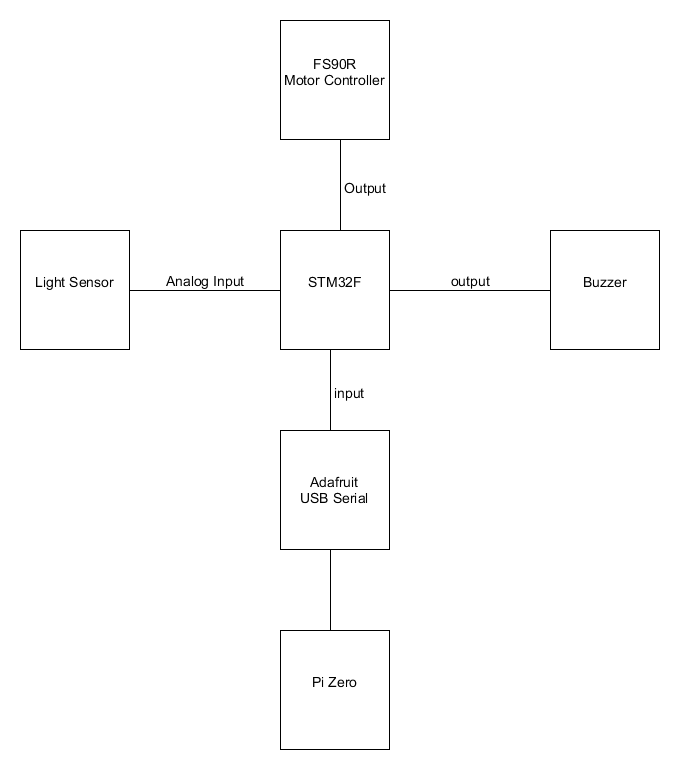 FS90R
Motor Controller
Output
Light Sensor
Analog Input
STM32F
output
Buzzer
input
Adafruit
USB Serial
Pi Zero